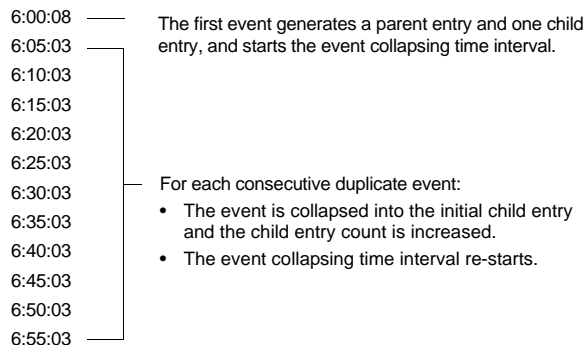 6:00:08
The first event generates a parent entry and one child
entry, and starts the event collapsing time interval.
6:05:03
6:10:03
6:15:03
6:20:03
6:25:03
6:30:03
6:35:03
6:40:03
6:45:03
6:50:03
6:55:03
For each consecutive duplicate event:
• The event is collapsed into the initial child entry
and the child entry count is increased.
• The event collapsing time interval re-starts.